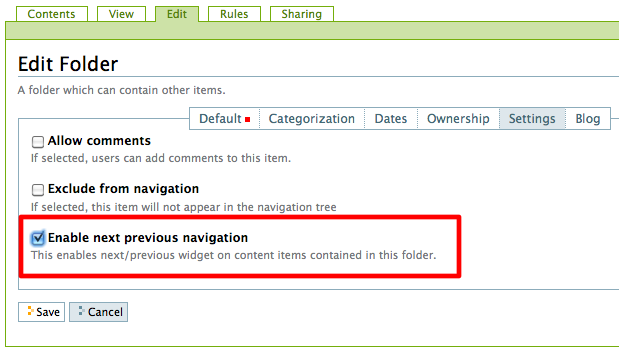 Contents View Edit Rules Sharing
Edit Folder
A folder which can contain other items.
Default Categorization Dates Ownership Settings Blog
Allow comments
If selected, users can add comments to this item.
Exclude from navigation
If selected, this item will not appear in the navigation tree
Enable next previous navigation
This enables next/previous widget on content items contained in this folder.
Save Cancel